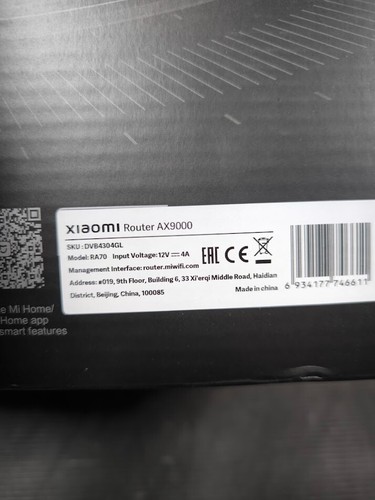 xiaomi Router AX9000
SKU : DVB4304GL
Model: RA70 Input Voltage: 12V⎓4A
EAC CE
Management Interface: router.miwifi.com
Address: #019, 9th Floor, Building 6, 33 Xi'erqi Middle Road, Haidian
District, Beijing, China, 100085
Made in china
6 934177 746611
e Mi Home/
Home app
smart features